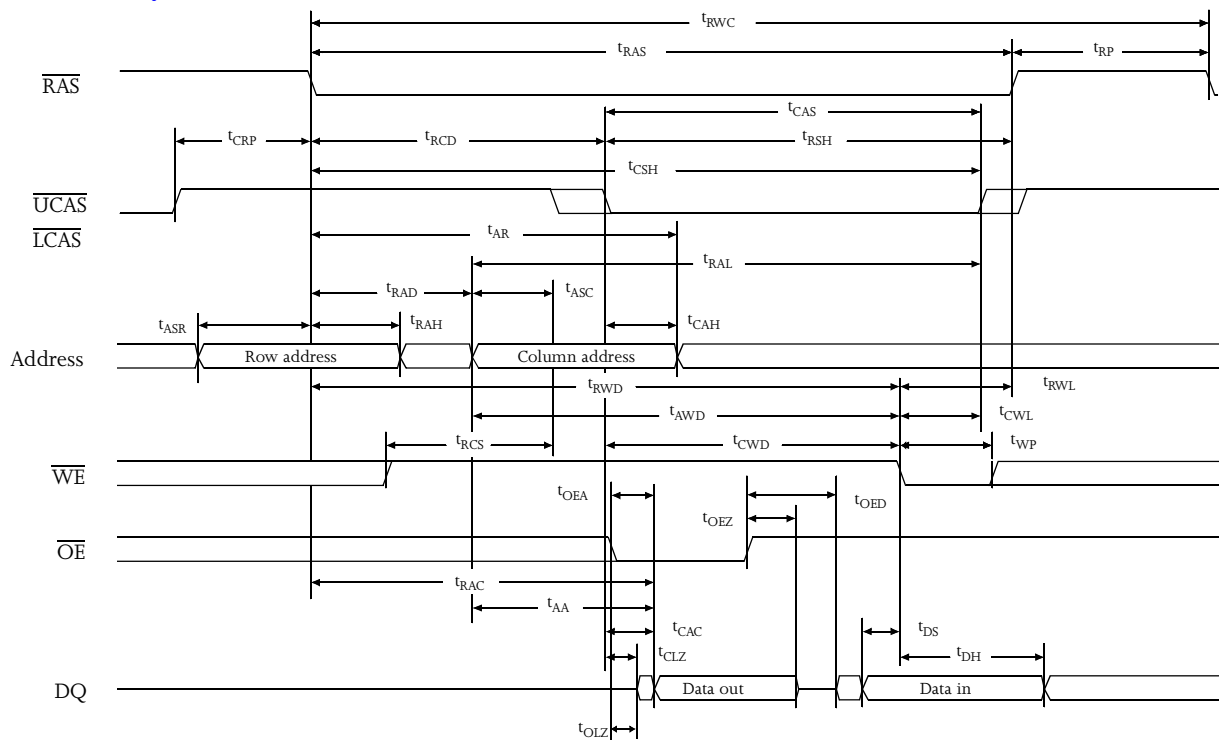 tRWC
tRAS
tRP
RAS
tCAS
tCRP
tRCD
tRSH
tCSH
UCAS
tAR
LCAS
tRAL
tRAD
tASC
tASR
tRAH
tCAH
Address
Row address
Column address
tRWD
tRWL
tAWD
tCWL
tRCS
tCWD
tWP
WE
tOEA
tOED
tOEZ
OE
tRAC
tAA
tCAC
tDS
tCLZ
tDH
DQ
Data out
Data in
tOLZ